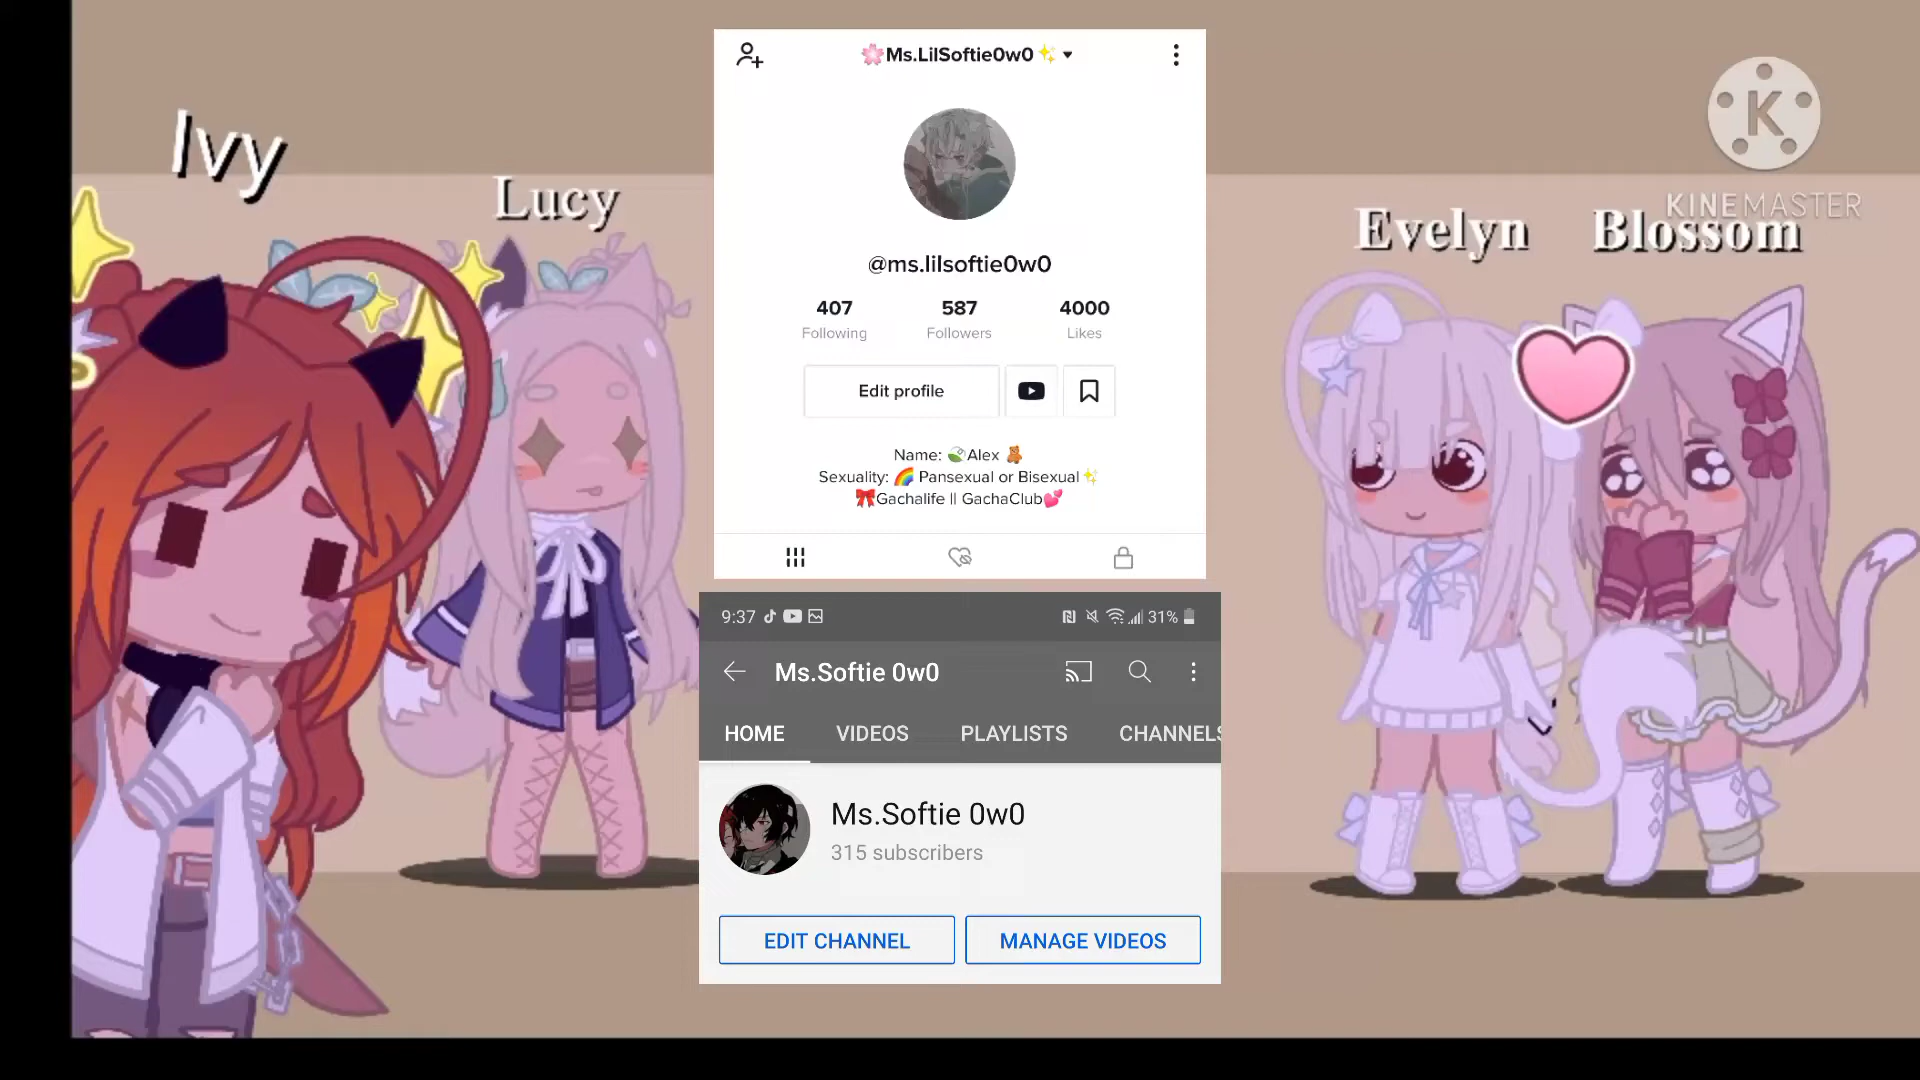 Ivy
Lucy
🌸Ms.LilSoftie0w0✨
@ms.lilsoftie0w0
407 587 4000
Following Followers Likes
Edit profile
Name: 🍃Alex 🧸
Sexuality: 🌈 Pansexual or Bisexual✨
🎀Gachalife || GachaClub💕
9:37 31%
Ms.Softie 0w0
HOME VIDEOS PLAYLISTS CHANNELS
Ms.Softie 0w0
315 subscribers
EDIT CHANNEL MANAGE VIDEOS
K
KINEMASTER
Evelyn
Blossom